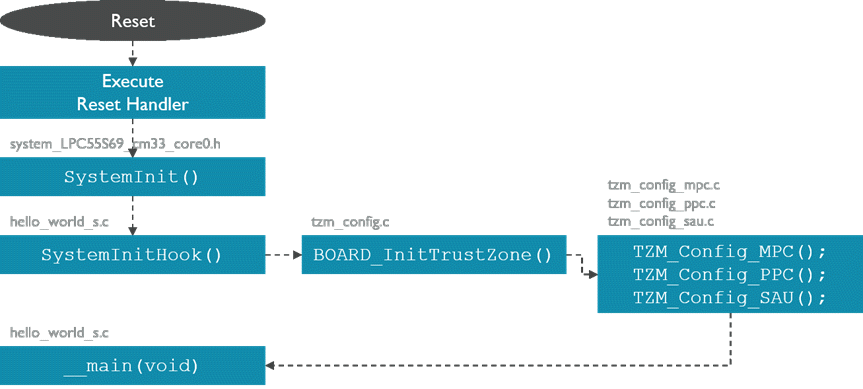 Reset
Execute
Reset Handler
system_LPC55S69_cm33_core0.h
SystemInit()
hello_world_s.c
SystemInitHook()
tzm_config.c
BOARD_InitTrustZone()
tzm_config_mpc.c
tzm_config_ppc.c
tzm_config_sau.c
TZM_Config_MPC();
TZM_Config_PPC();
TZM_Config_SAU();
hello_world_s.c
__main(void)